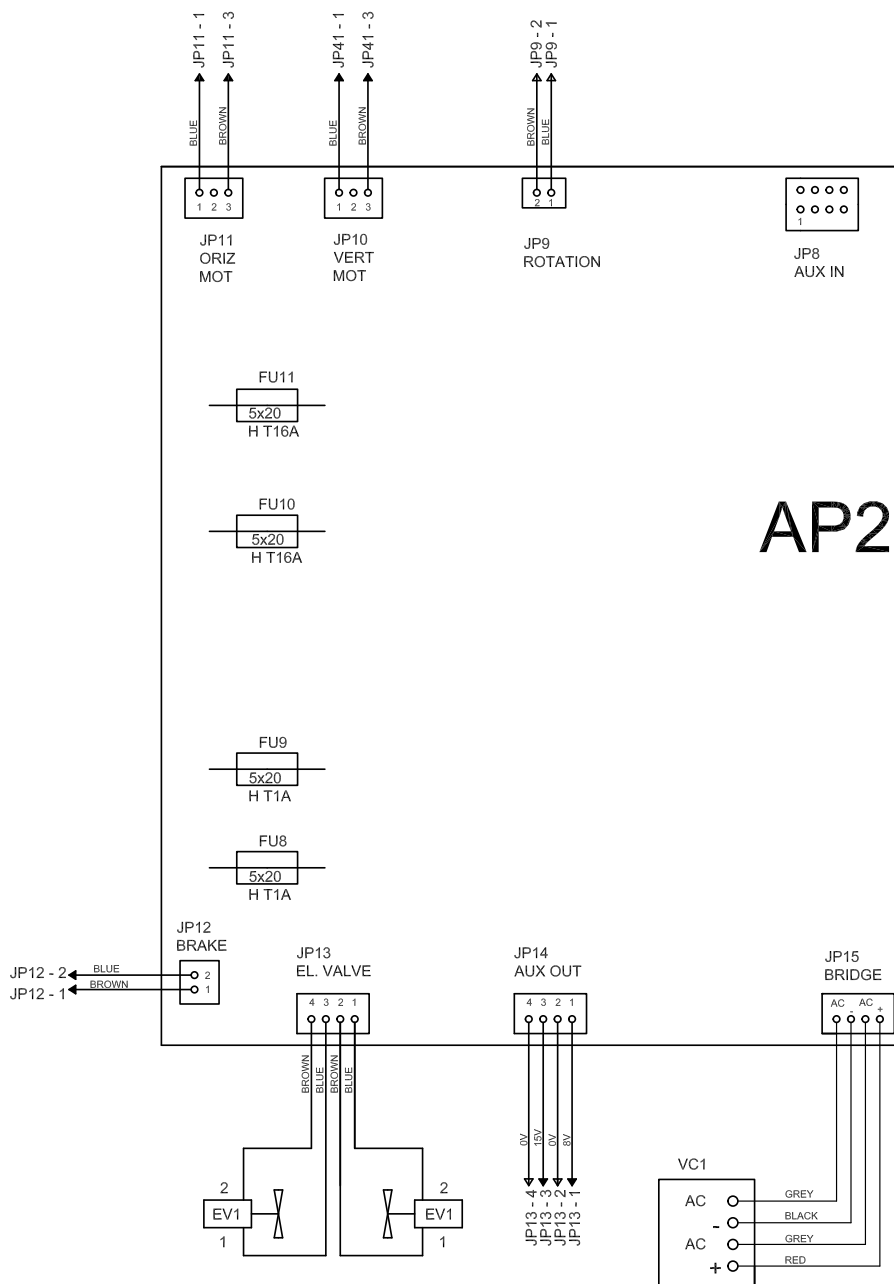 JP11 - 1
JP11 - 3
JP41 - 1
JP41 - 3
JP9 - 2
JP9 - 1
BLUE
BROWN
BLUE
BROWN
BROWN
BLUE
1 2 3
1 2 3
2 1
1
JP11
ORIZ
MOT
JP10
VERT
MOT
JP9
ROTATION
JP8
AUX IN
FU11
5x20
H T16A
FU10
5x20
H T16A
AP2
FU9
5x20
H T1A
FU8
5x20
H T1A
JP12
BRAKE
JP12 - 2
BLUE
2
JP12 - 1
BROWN
1
JP13
EL. VALVE
4 3 2 1
JP14
AUX OUT
4 3 2 1
JP15
BRIDGE
AC - AC +
BROWN
BLUE
BROWN
BLUE
0V
15V
0V
8V
JP13 - 4
JP13 - 3
JP13 - 2
JP13 - 1
2
EV1
1
2
EV1
1
VC1
AC
GREY
-
BLACK
AC
GREY
+
RED